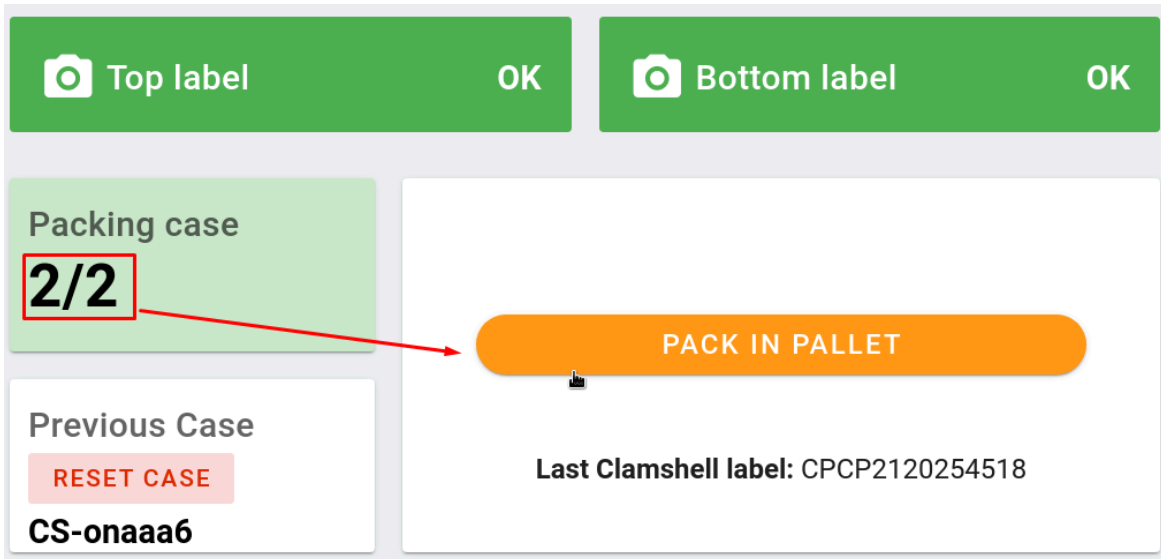 Top label OK
Bottom label OK
Packing case
2/2
PACK IN PALLET
Previous Case
RESET CASE
CS-onaaa6
Last Clamshell label: CPCP2120254518